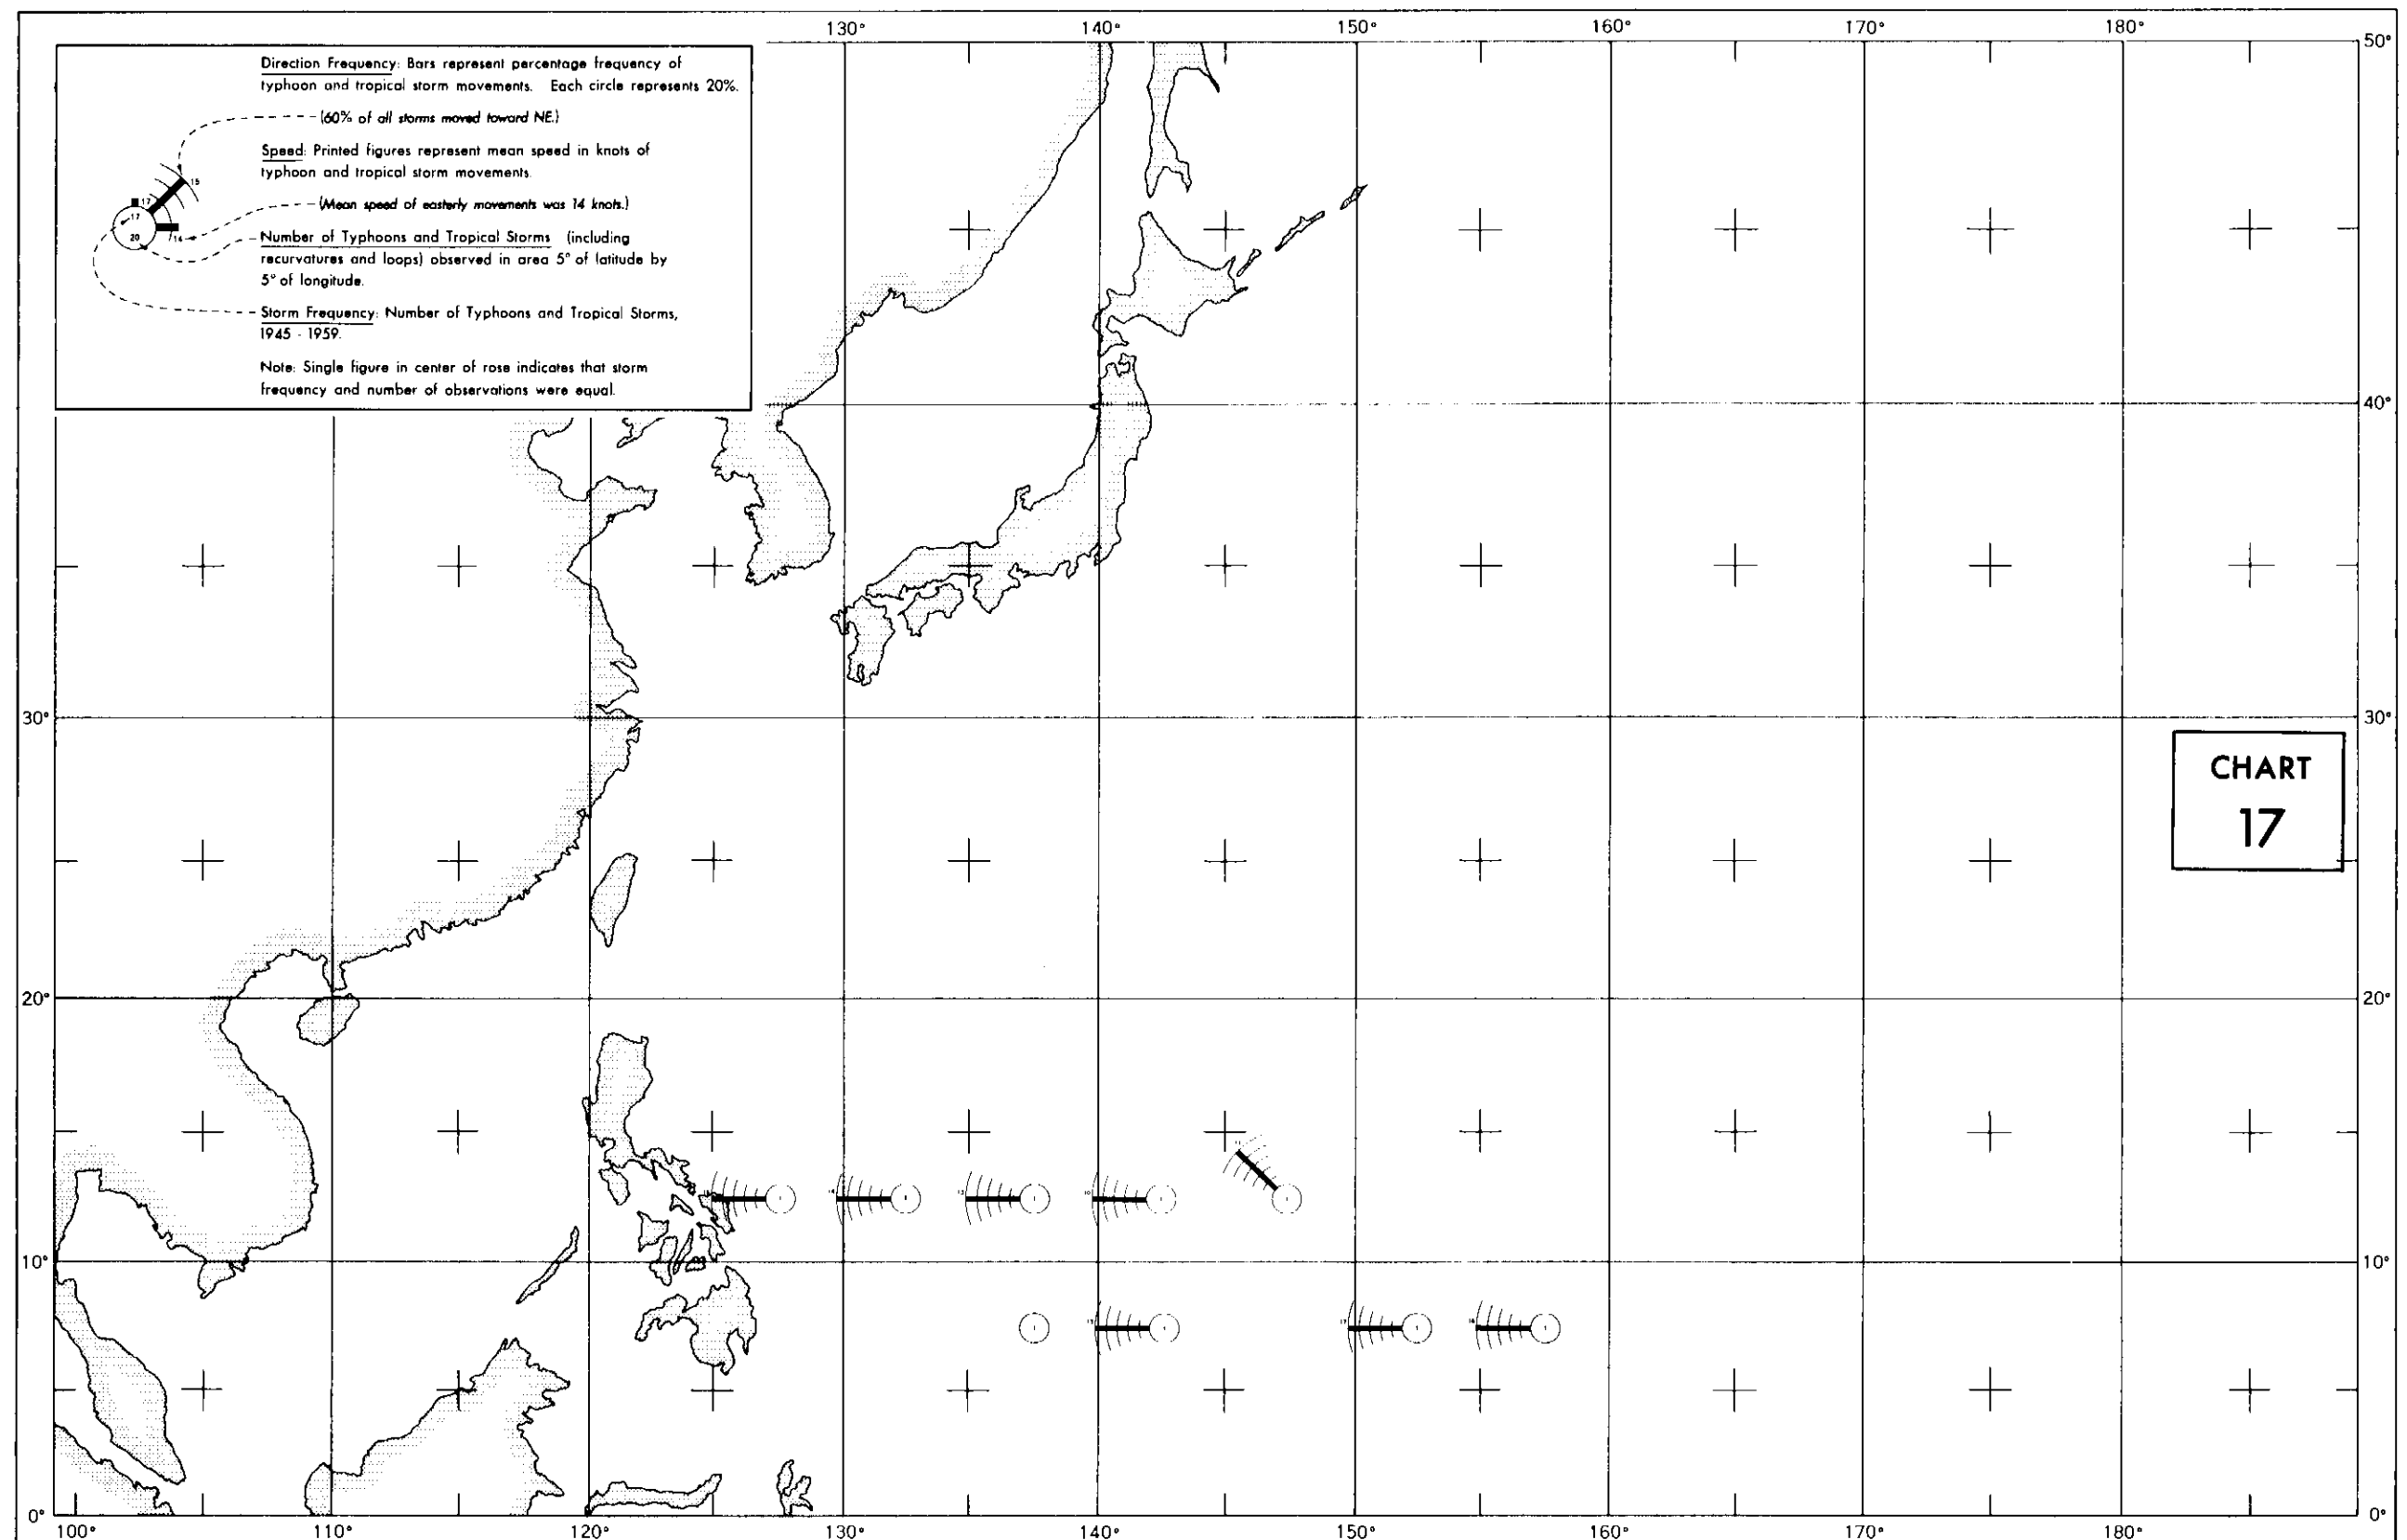 130° 140° 150° 160° 170° 180°
50°
Direction Frequency: Bars represent percentage frequency of
typhoon and tropical storm movements. Each circle represents 20%.
(60% of all storms moved toward NE.)
Speed: Printed figures represent mean speed in knots of
typhoon and tropical storm movements.
15
17
(Mean speed of easterly movements was 14 knots.)
17
20
14
Number of Typhoons and Tropical Storms (including
recurvatures and loops) observed in area 5° of latitude by
5° of longitude.
Storm Frequency: Number of Typhoons and Tropical Storms,
1945 - 1959.
Note: Single figure in center of rose indicates that storm
frequency and number of observations were equal.
40°
30° 30°
CHART
17
20° 20°
10° 10°
0° 0°
100° 110° 120° 130° 140° 150° 160° 170° 180°